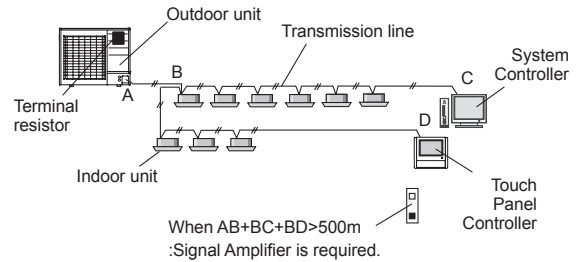 Outdoor unit
Transmission line
System
Controller
B
C
A
Terminal
resistor
D
Indoor unit
Touch
Panel
Controller
When AB+BC+BD>500m
:Signal Amplifier is required.